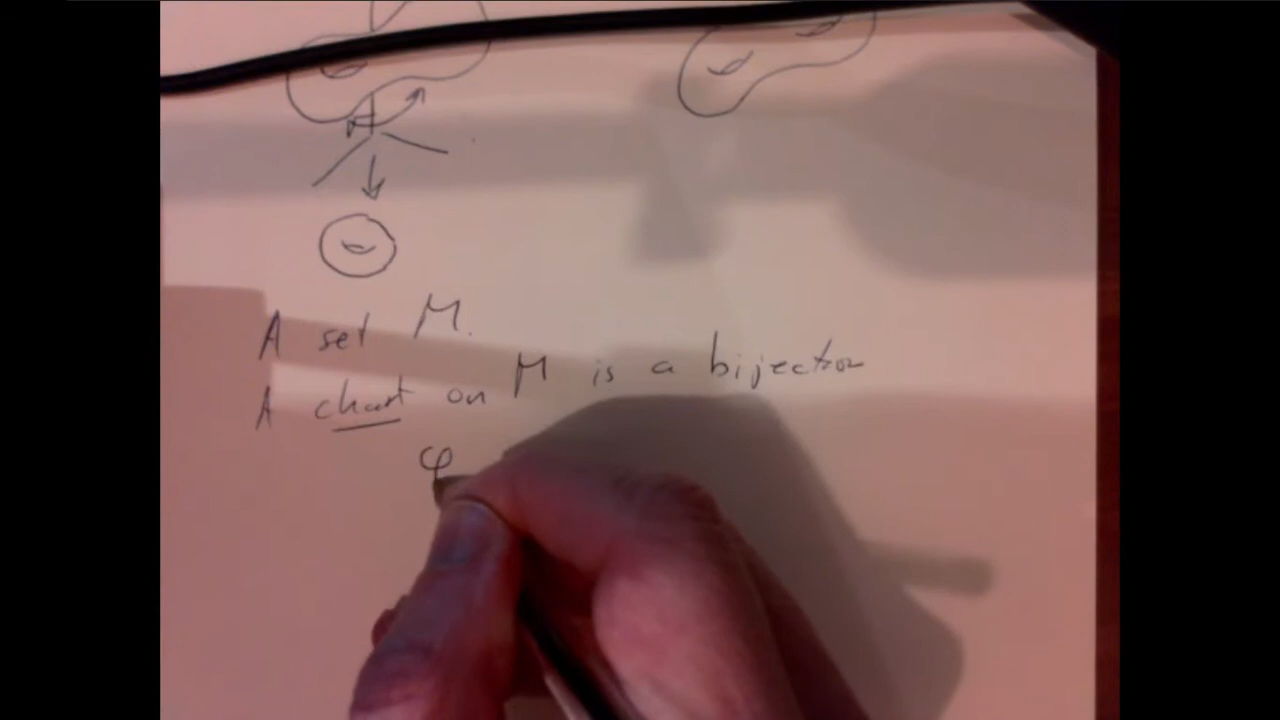 A set M.
A chart on M is a bijection
φ